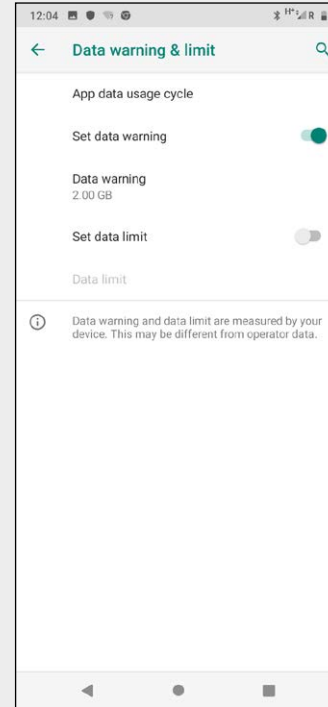 12:04
H+ R
Data warning & limit
App data usage cycle
Set data warning
Data warning
2.00 GB
Set data limit
Data limit
Data warning and data limit are measured by your
device. This may be different from operator data.